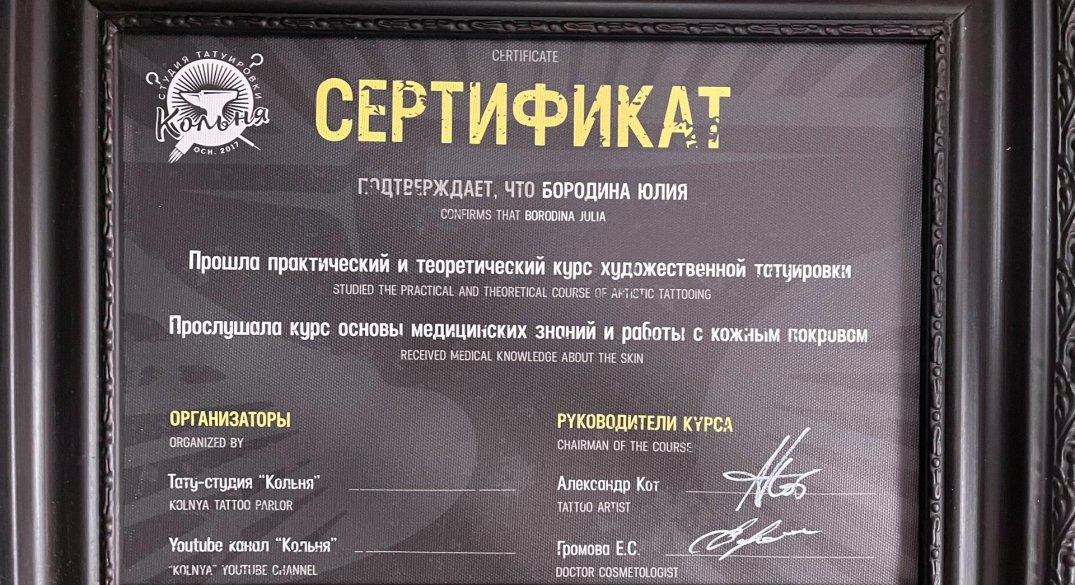 CERTIFICATE
СТУДИЯ ТАТУИРОВКИ
Кольня
ОСН. 2017
СЕРТИФИКАТ
ПОДТВЕРЖДАЕТ, ЧТО БОРОДИНА ЮЛИЯ
CONFIRMS THAT BORODINA JULIA
Прошла практический и теоретический курс художественной татуировки
STUDIED THE PRACTICAL AND THEORETICAL COURSE OF ARTISTIC TATTOOING
Прослушала курс основы медицинских знаний и работы с кожным покровом
RECEIVED MEDICAL KNOWLEDGE ABOUT THE SKIN
ОРГАНИЗАТОРЫ
ORGANIZED BY
Тату-студия "Кольня"
KOLNYA TATTOO PARLOR
Youtube канал "Кольня"
"KOLNYA" YOUTUBE CHANNEL
РУКОВОДИТЕЛИ КУРСА
CHAIRMAN OF THE COURSE
Александр Кот
TATTOO ARTIST
Громова Е.С.
DOCTOR COSMETOLOGIST